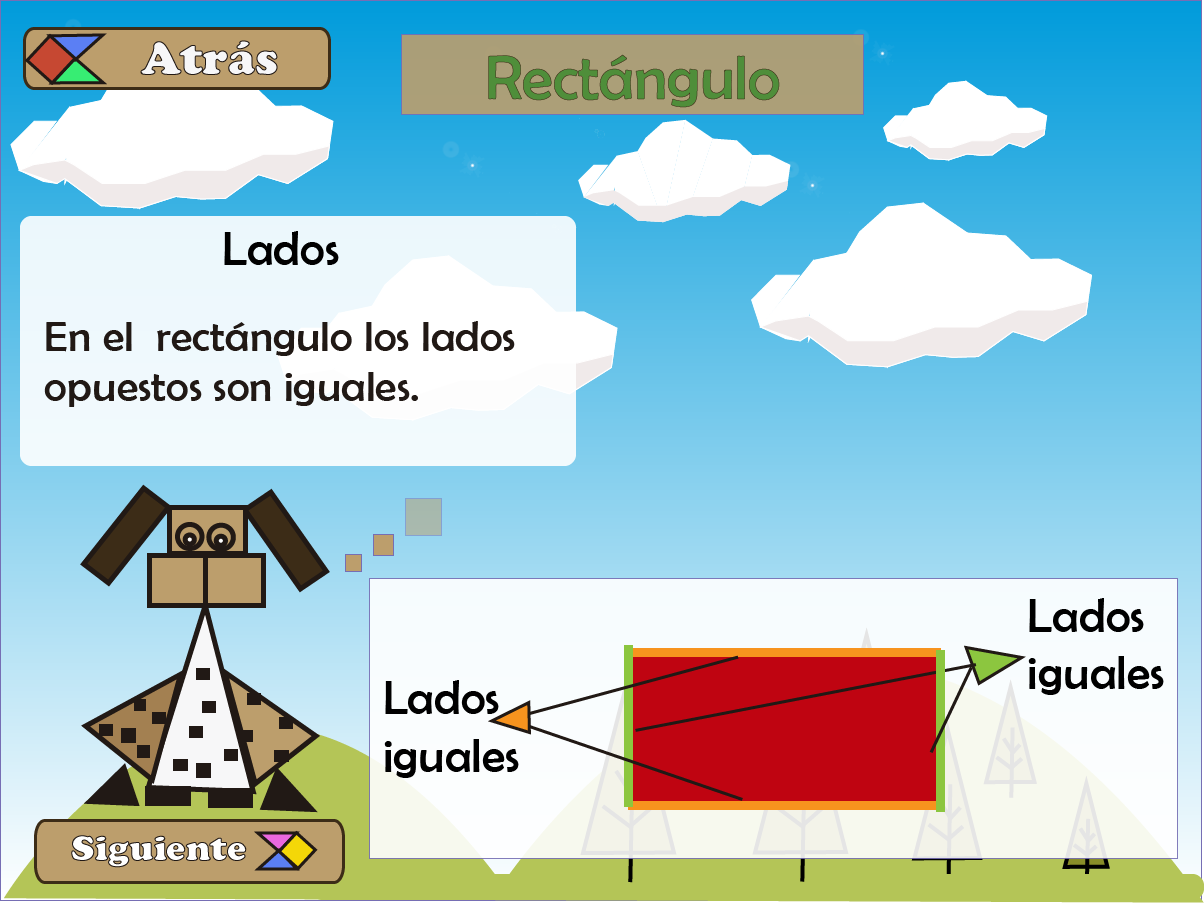 Atrás
Rectángulo
Lados
En el rectángulo los lados
opuestos son iguales.
Lados
iguales
Lados
iguales
Siguiente